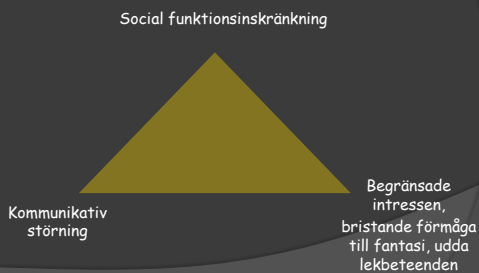 Social funktionsinskränkning
Kommunikativ
störning
Begränsade
intressen,
bristande förmåga
till fantasi, udda
lekbeteenden